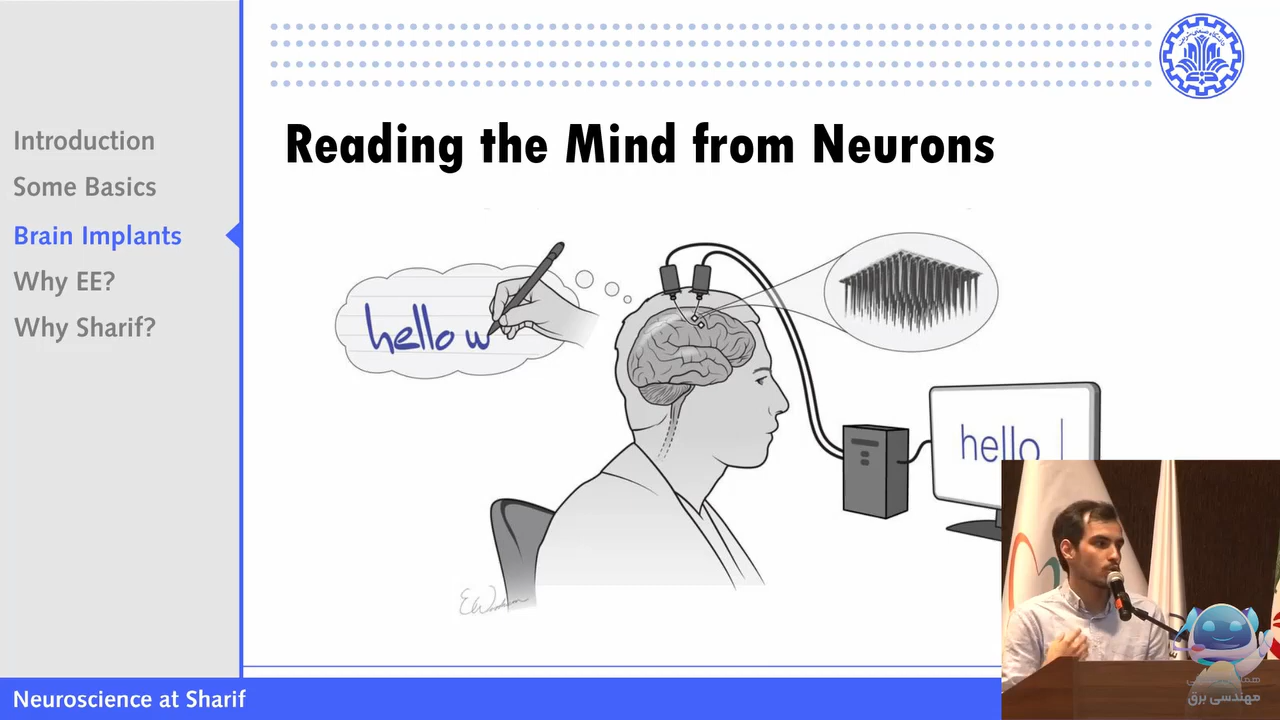 Introduction
Some Basics
Brain Implants
Why EE?
Why Sharif?
Reading the Mind from Neurons
hello w
hello
Neuroscience at Sharif
مهندسی برق